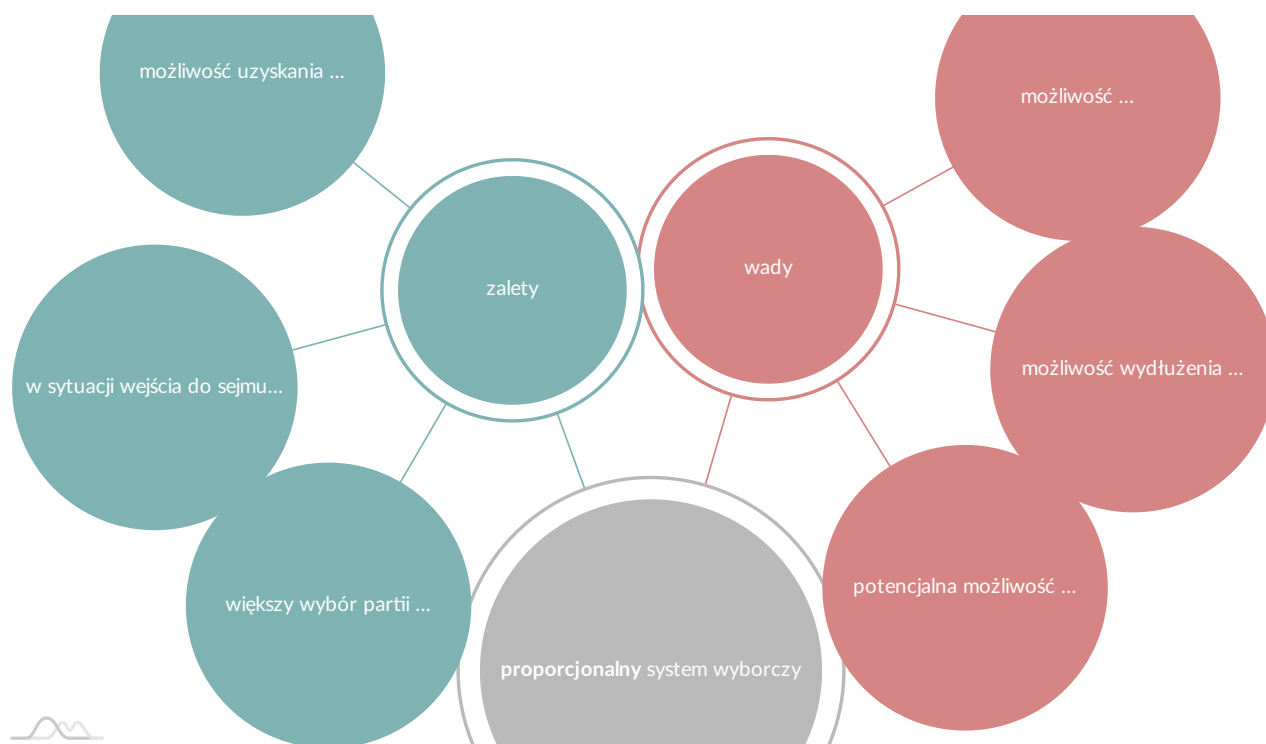 możliwość uzyskania ...
możliwość ...
zalety
wady
w sytuacji wejścia do sejmu...
możliwość wydłużenia ...
większy wybór partii ...
potencjalna możliwość ...
proporcjonalny system wyborczy